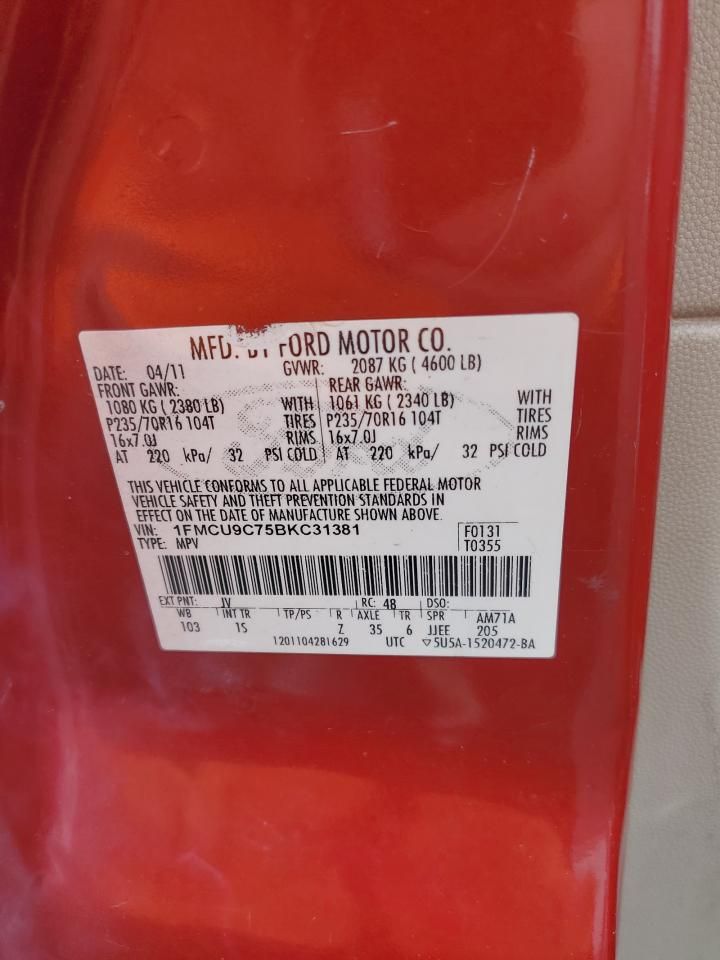 MFD. BY FORD MOTOR CO.
DATE: 04/11 GVWR: 2087 KG ( 4600 LB)
FRONT GAWR: REAR GAWR:
1080 KG ( 2380 LB) WITH 1061 KG ( 2340 LB) WITH
P235/70R16 104T TIRES P235/70R16 104T TIRES
16x7.0J RIMS 16x7.0J RIMS
AT 220 kPa/ 32 PSI COLD AT 220 kPa/ 32 PSI COLD
THIS VEHICLE CONFORMS TO ALL APPLICABLE FEDERAL MOTOR
VEHICLE SAFETY AND THEFT PREVENTION STANDARDS IN
EFFECT ON THE DATE OF MANUFACTURE SHOWN ABOVE.
VIN: 1FMCU9C75BKC31381 F0131
TYPE: MPV T0355
EXT PNT: JV RC: 48 DSO:
WB INT TR TP/PS R AXLE TR SPR AM71A
103 1S Z 35 6 JJEE 205
1201104281629 UTC ▽5U5A-1520472-BA